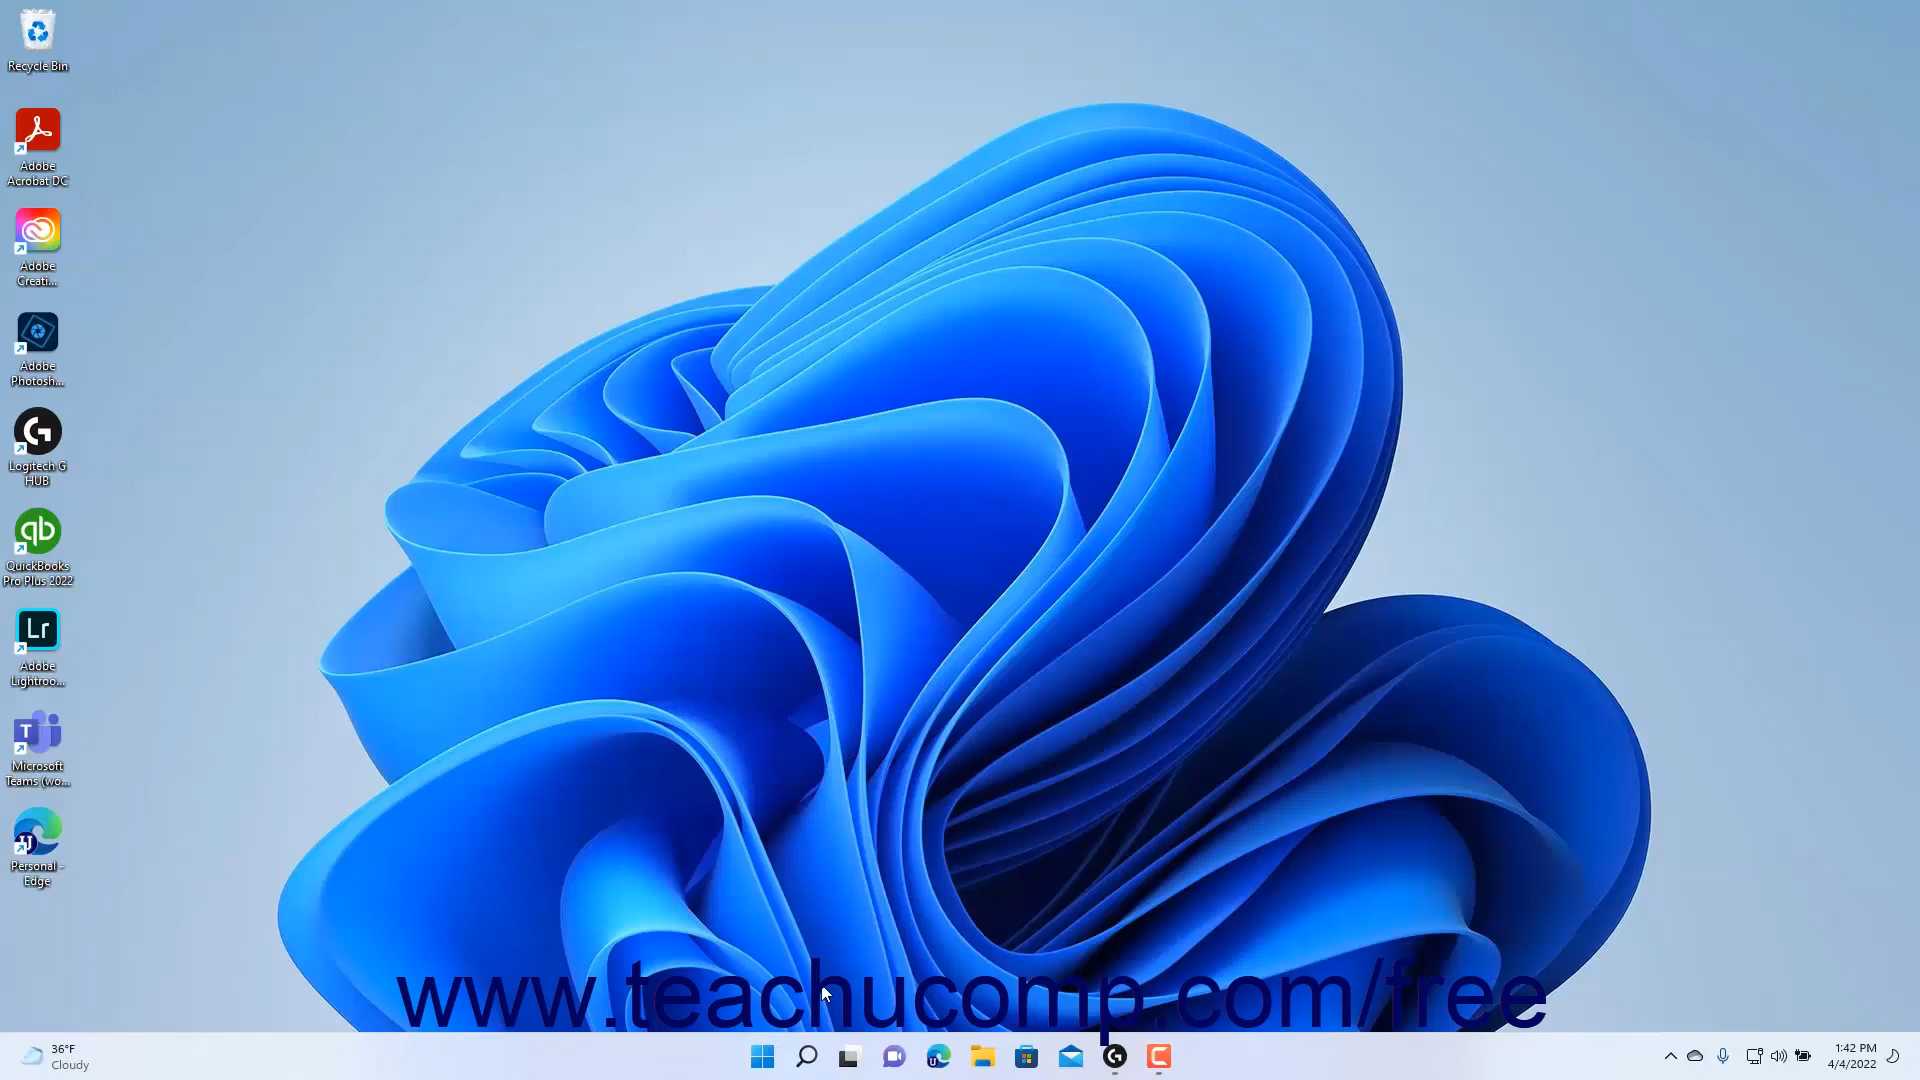 Recycle Bin
Adobe
Acrobat DC
Adobe
Creati...
Adobe
Photosh...
Logitech G
HUB
qb
QuickBooks
Pro Plus 2022
Lr
Adobe
Lightroo...
T
Microsoft
Teams (wo...
Personal -
Edge
www.teachucomp.com/free
36°F
Cloudy
1:42 PM
4/4/2022